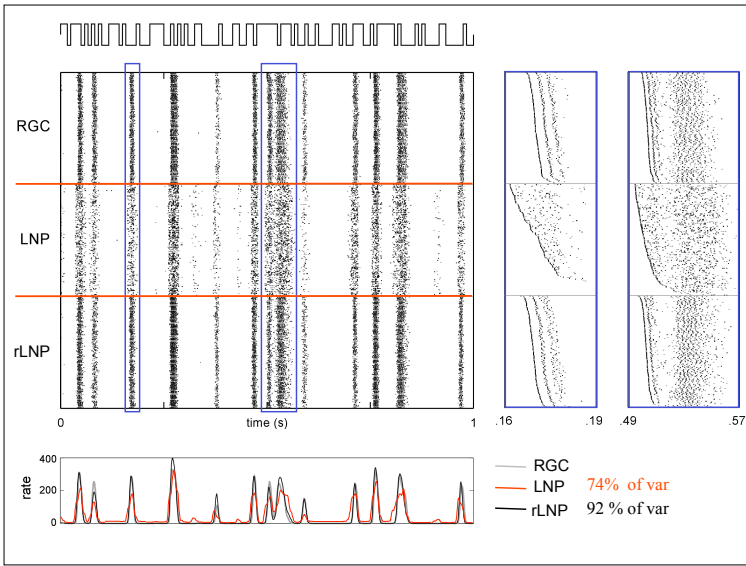 RGC
LNP
rLNP
0 time (s) 1
.16 .19 .49 .57
400
200
0
rate
RGC
LNP 74% of var
rLNP 92 % of var